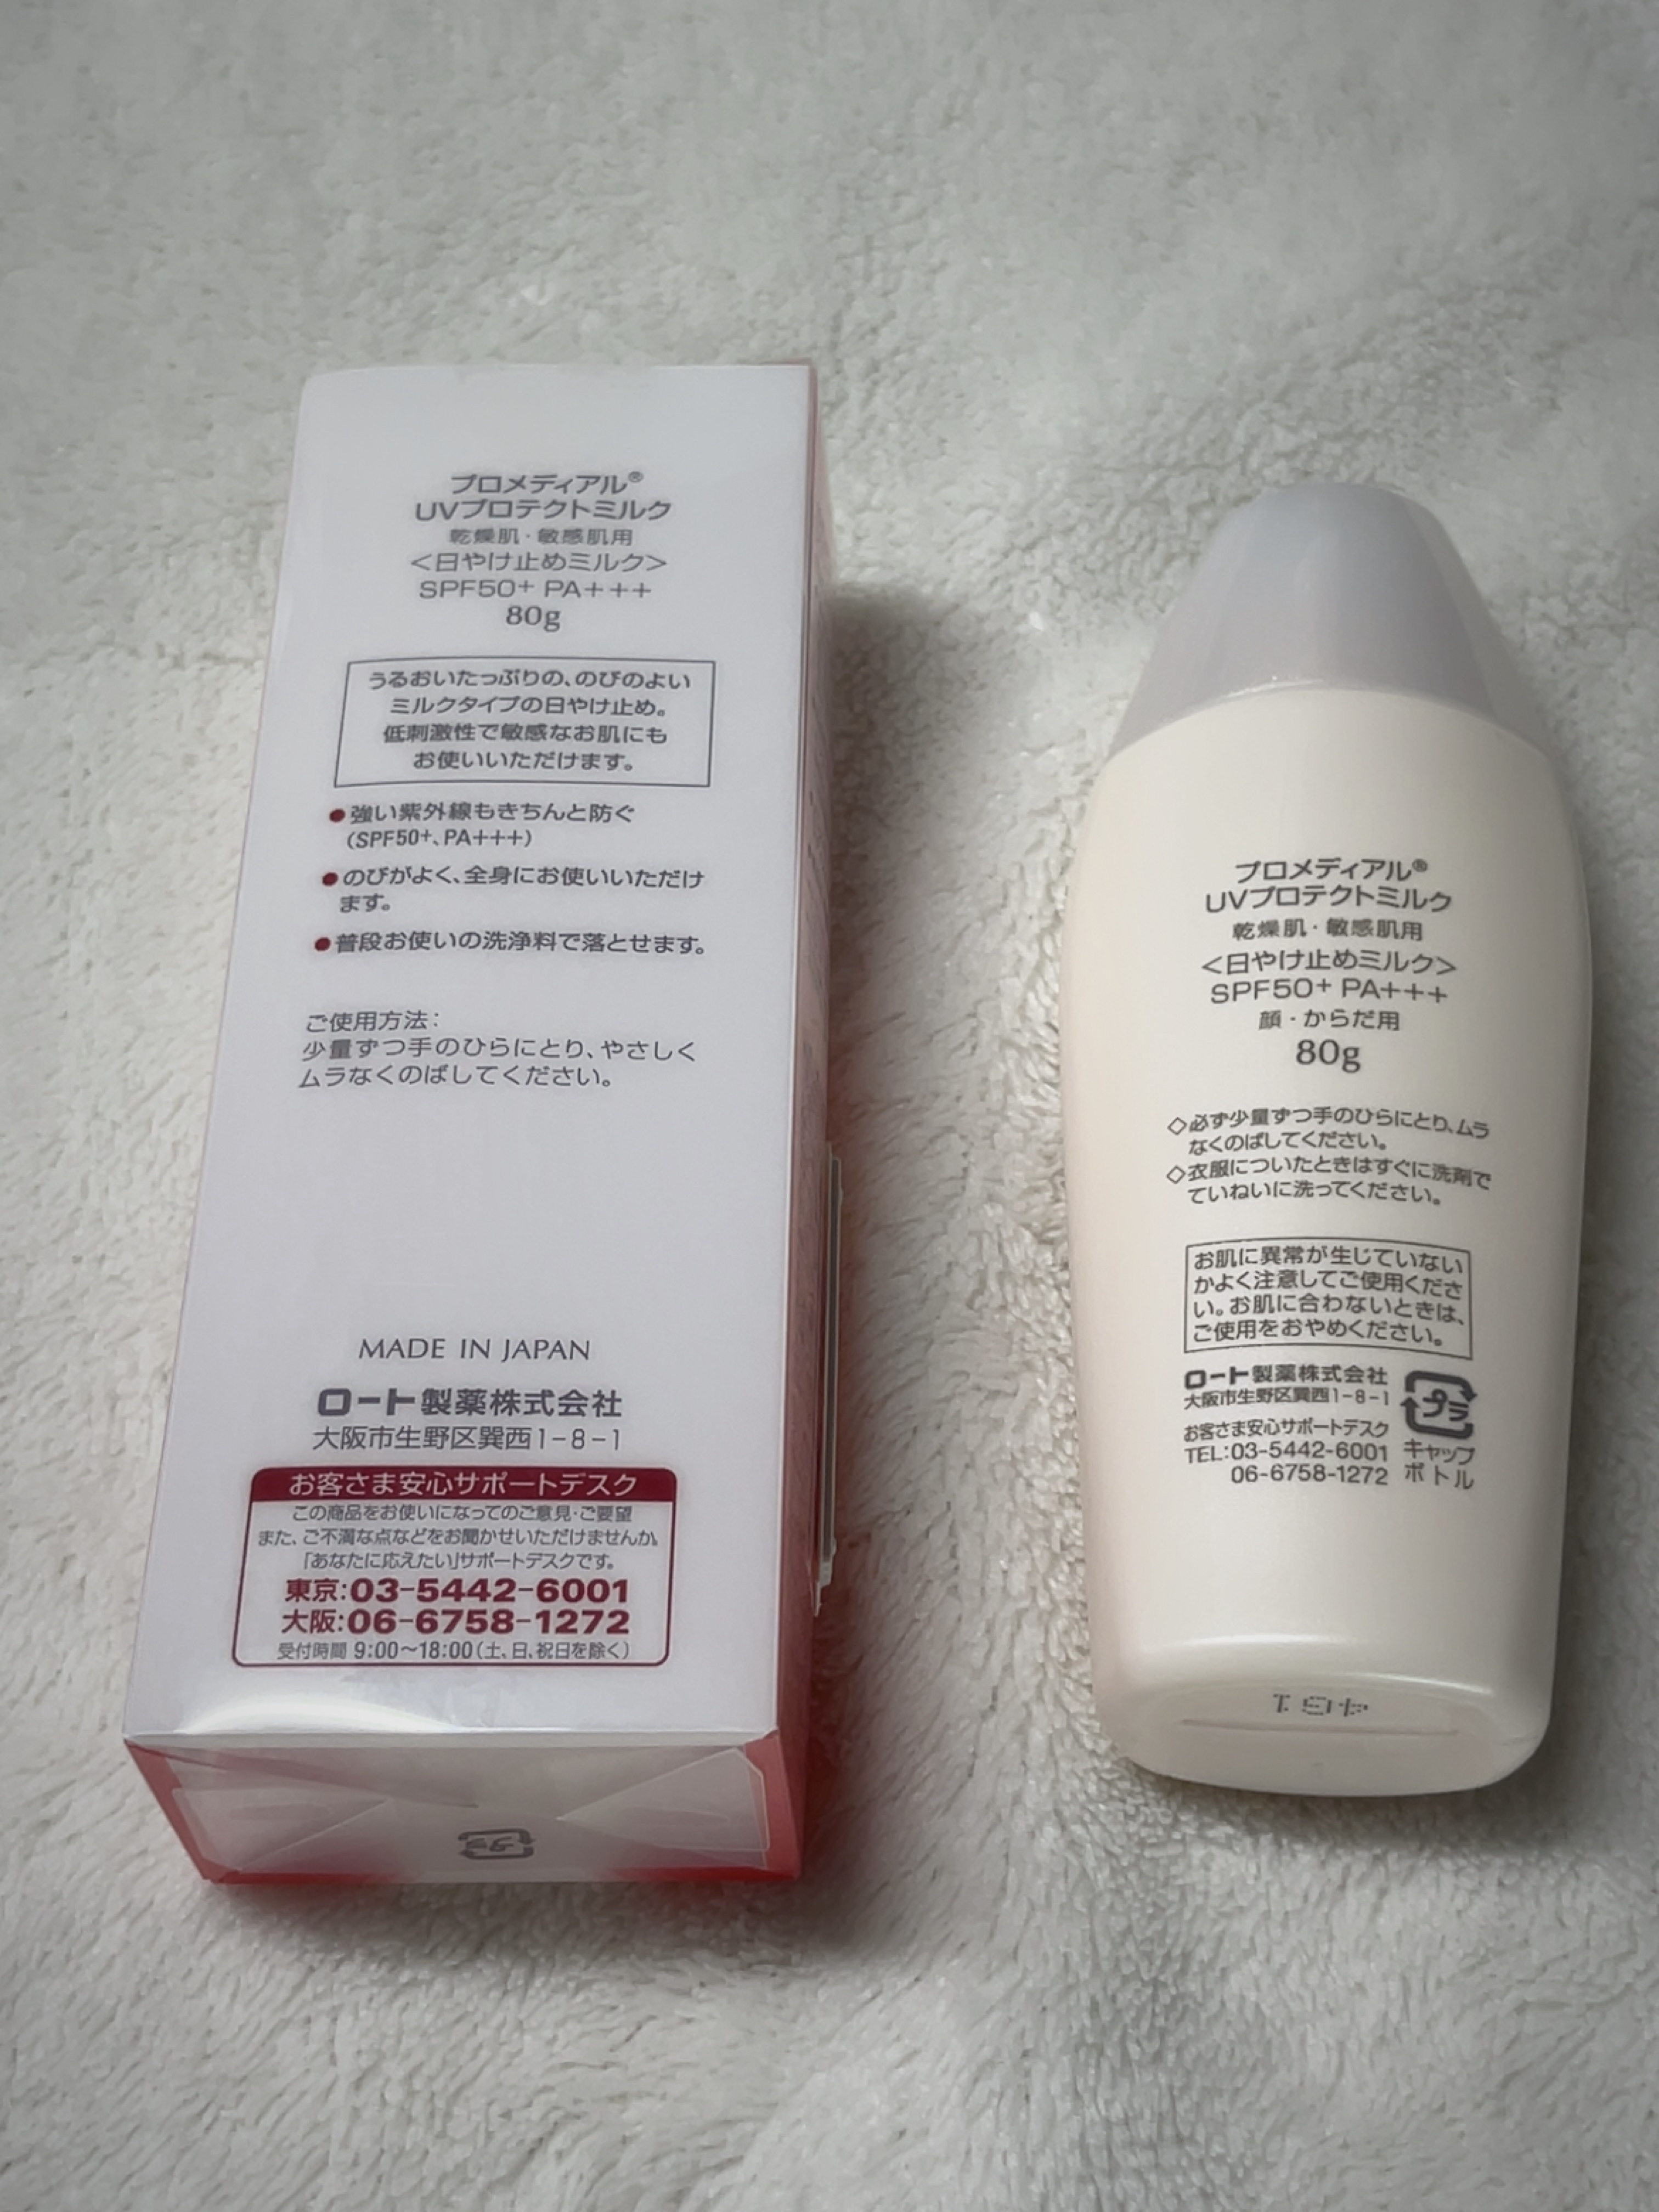 プロメディアル®
UVプロテクトミルク
乾燥肌・敏感肌用
<日やけ止めミルク>
SPF50+ PA+++
80g
うるおいたっぷりの、のびのよい
ミルクタイプの日やけ止め。
低刺激性で敏感なお肌にも
お使いいただけます。
●強い紫外線もきちんと防ぐ
(SPF50+、PA+++)
●のびがよく、全身にお使いいただけ
ます。
●普段お使いの洗浄料で落とせます。
ご使用方法:
少量ずつ手のひらにとり、やさしく
ムラなくのばしてください。
MADE IN JAPAN
ロート製薬株式会社
大阪市生野区巽西1-8-1
お客さま安心サポートデスク
この商品をお使いになってのご意見・ご要望
また、ご不満な点などをお聞かせいただけませんか。
「あなたに応えたい」サポートデスクです。
東京:03-5442-6001
大阪:06-6758-1272
受付時間 9:00〜18:00(土、日、祝日を除く)
プラ
プロメディアル®
UVプロテクトミルク
乾燥肌・敏感肌用
<日やけ止めミルク>
SPF50+ PA+++
顔・からだ用
80g
◇必ず少量ずつ手のひらにとり、ムラ
なくのばしてください。
◇衣服についたときはすぐに洗剤で
ていねいに洗ってください。
お肌に異常が生じていない
かよく注意してご使用くださ
い。お肌に合わないときは、
ご使用をおやめください。
ロート製薬株式会社
大阪市生野区巽西1-8-1
お客さま安心サポートデスク
TEL:03-5442-6001
06-6758-1272
プラ
キャップ
ボトル